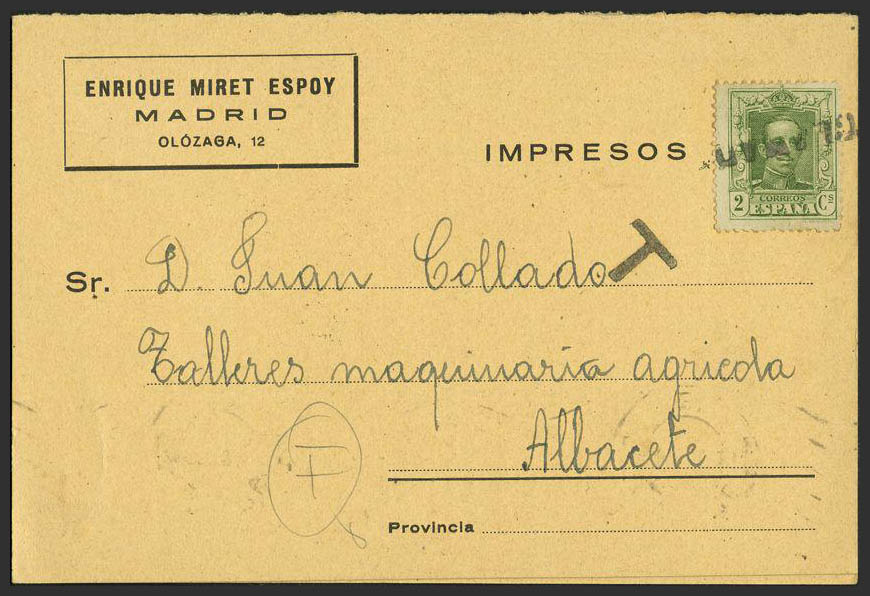 ENRIQUE MIRET ESPOY
MADRID
OLÓZAGA, 12
IMPRESOS
2 CORREOS Cs
ESPAÑA
T
Sr. D. Juan Collado
Talleres maquinaria agricola
Albacete
F
Provincia